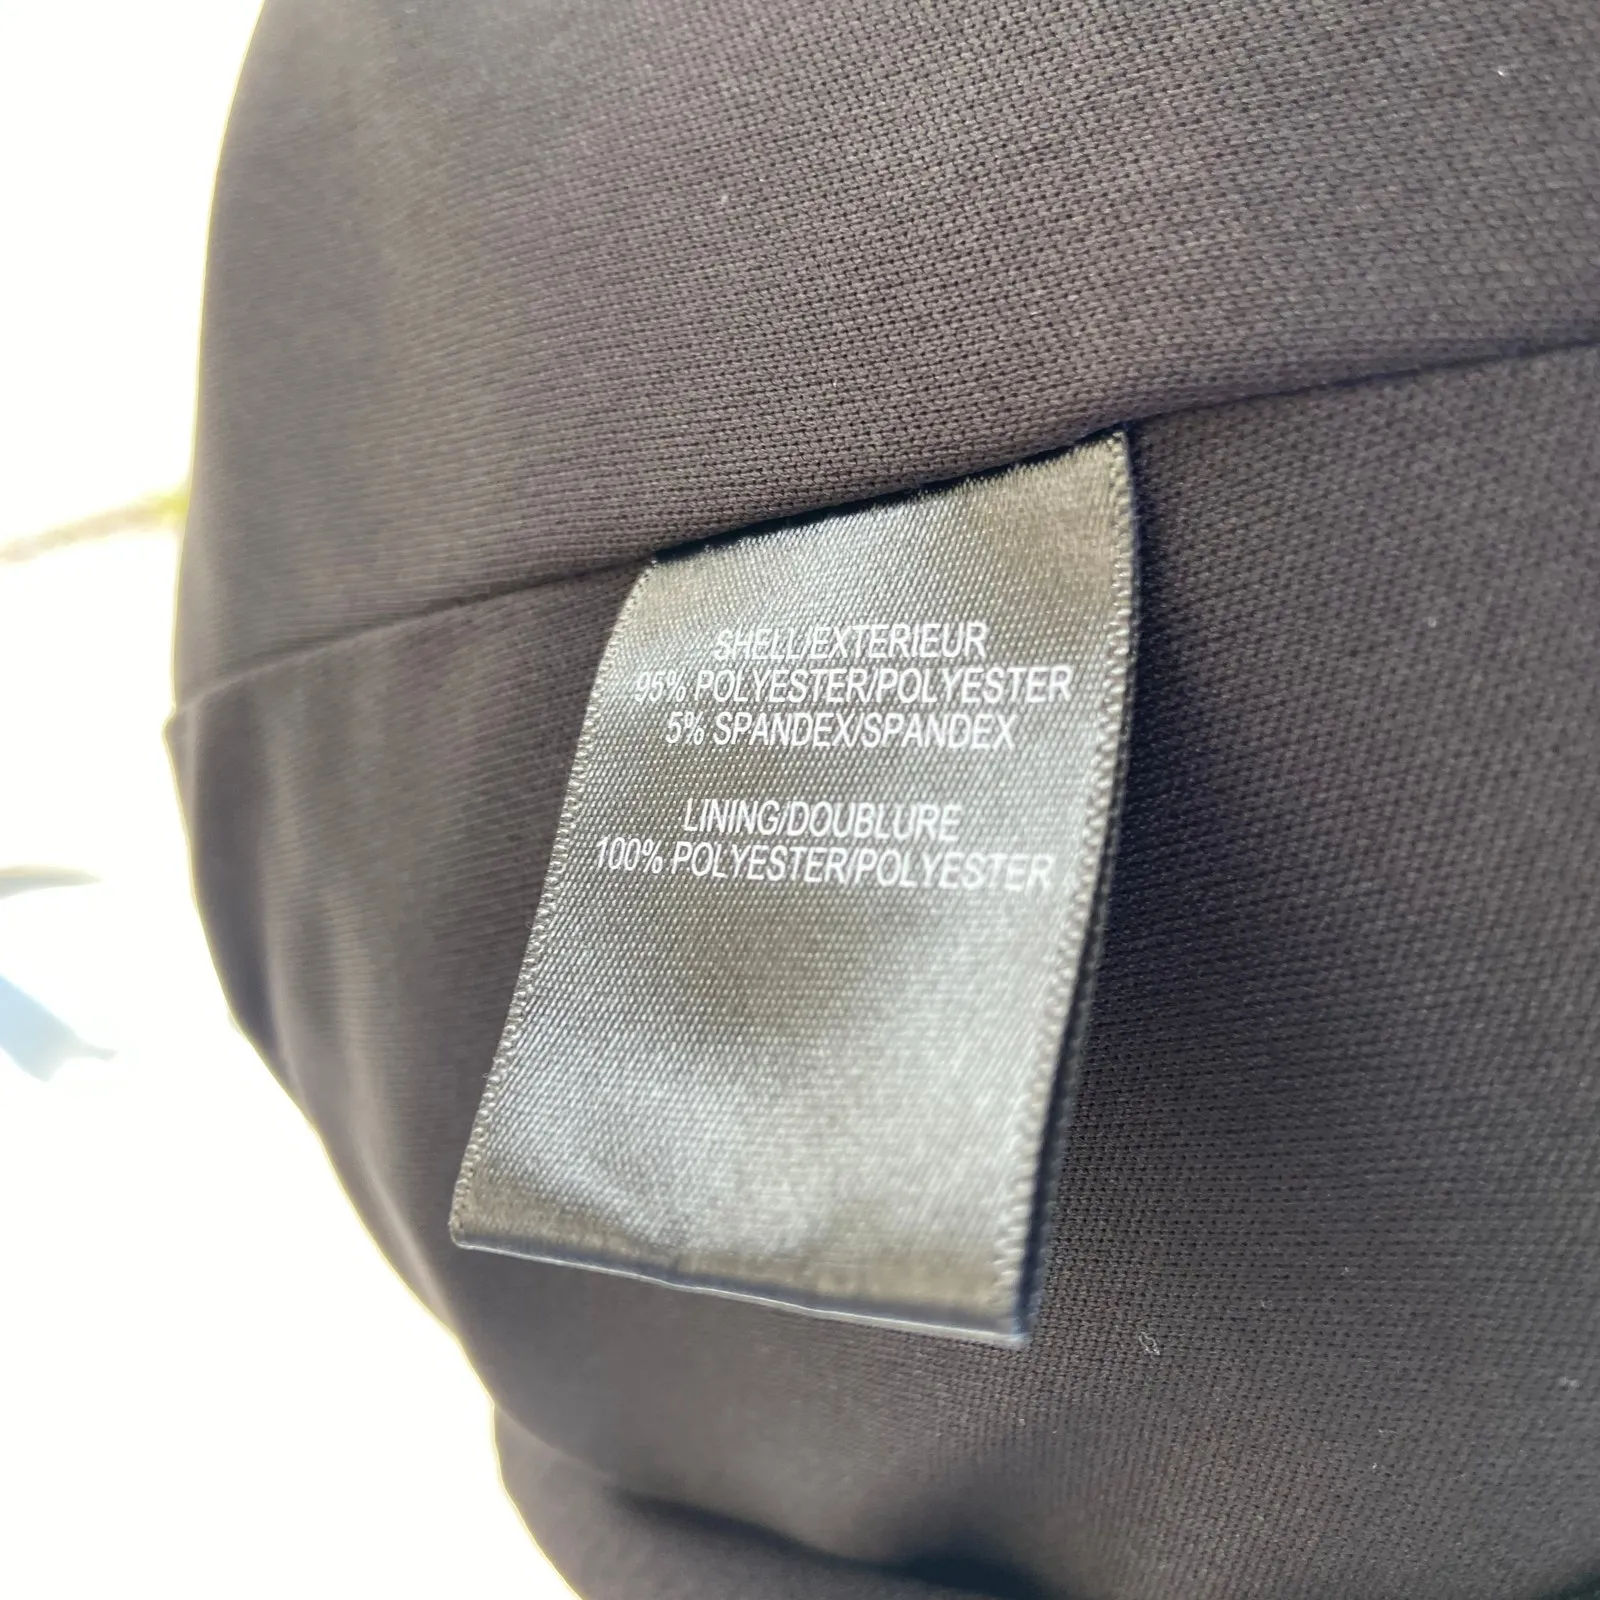 SHELL/EXTERIEUR
95% POLYESTER/POLYESTER
5% SPANDEX/SPANDEX
LINING/DOUBLURE
100% POLYESTER/POLYESTER